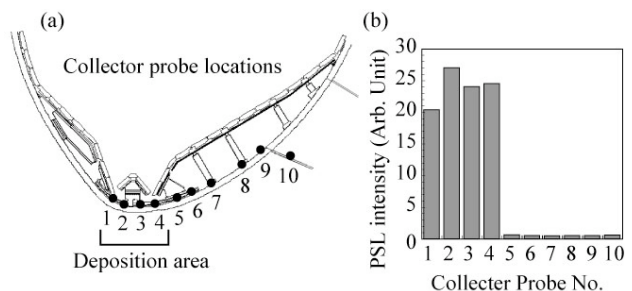 (a)
Collector probe locations
1
2
3
4
5
6
7
8
9
10
Deposition area
(b)
PSL intensity (Arb. Unit)
30
25
20
15
10
5
0
1 2 3 4 5 6 7 8 9 10
Collecter Probe No.